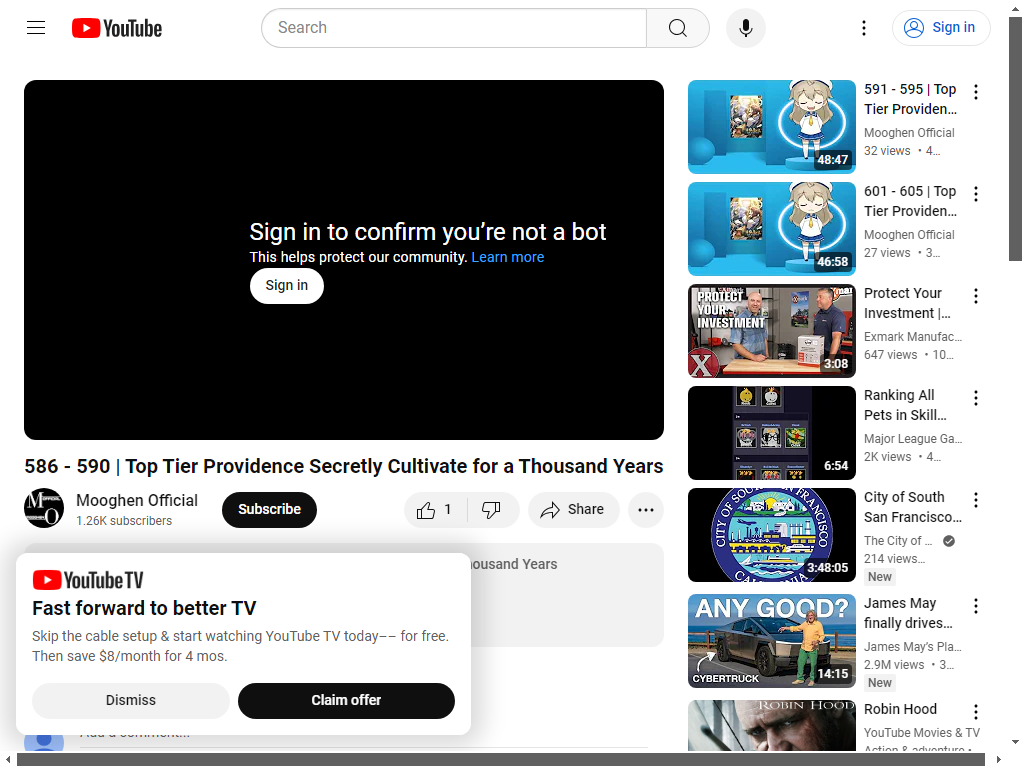 YouTube
Search
Sign in
Sign in to confirm you’re not a bot
This helps protect our community. Learn more
Sign in
586 - 590 | Top Tier Providence Secretly Cultivate for a Thousand Years
Mooghen Official
1.26K subscribers
Subscribe
1
Share
housand Years
YouTube TV
Fast forward to better TV
Skip the cable setup & start watching YouTube TV today–– for free.
Then save $8/month for 4 mos.
Dismiss
Claim offer
Add a comment...
48:47
591 - 595 | Top
Tier Providen...
Mooghen Official
32 views • 4...
46:58
601 - 605 | Top
Tier Providen...
Mooghen Official
27 views • 3...
PROTECT
YOUR
INVESTMENT
X
3:08
Protect Your
Investment |...
Exmark Manufac...
647 views • 10...
6:54
Ranking All
Pets in Skill...
Major League Ga...
2K views • 4...
CITY OF SOUTH SAN FRANCISCO
CALIFORNIA
3:48:05
City of South
San Francisco...
The City of ...
214 views...
New
ANY GOOD?
CYBERTRUCK
14:15
James May
finally drives...
James May's Pla...
2.9M views • 3...
New
ROBIN HOOD
Robin Hood
YouTube Movies & TV
Action & adventure •